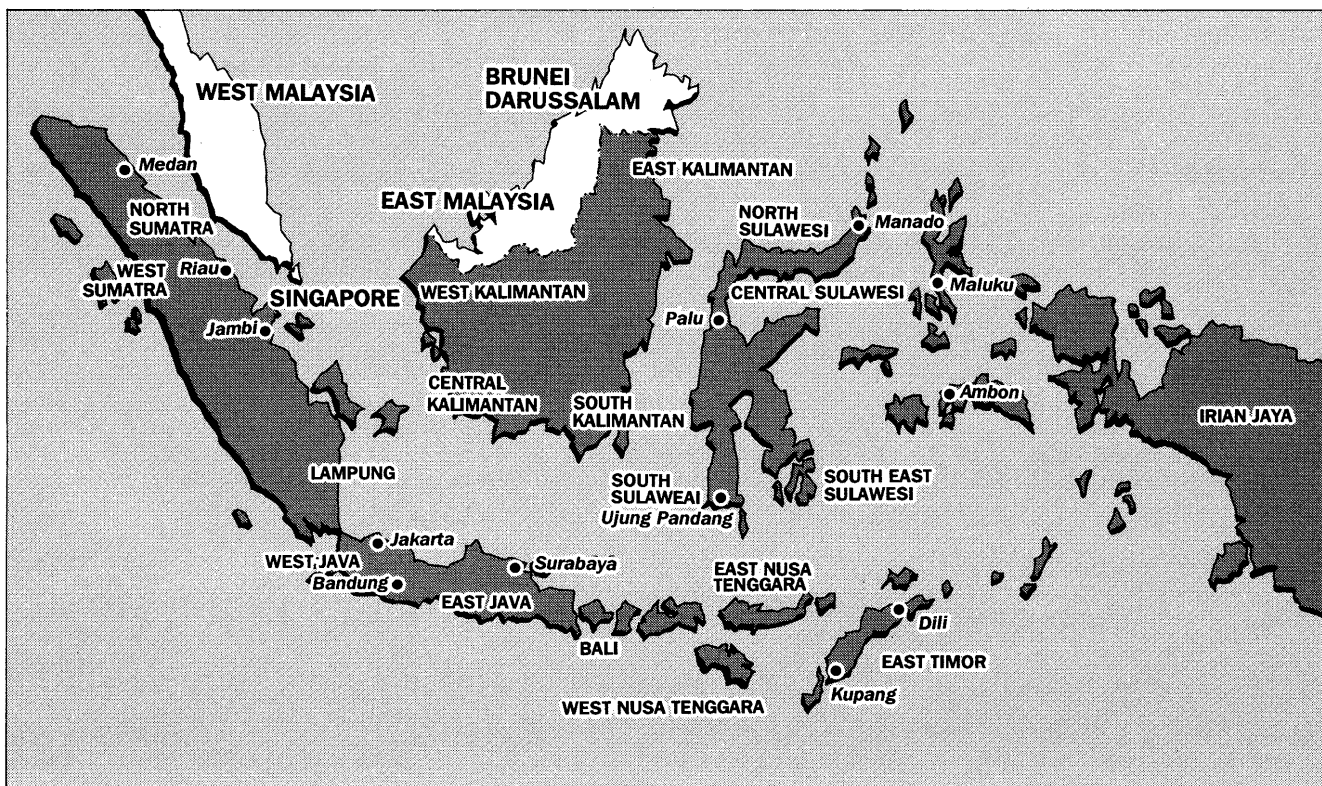 WEST MALAYSIA
BRUNEI
DARUSSALAM
Medan
EAST KALIMANTAN
EAST MALAYSIA
NORTH
SUMATRA
NORTH
SULAWESI
Manado
Riau
WEST
SUMATRA
SINGAPORE
WEST KALIMANTAN
CENTRAL SULAWESI
Maluku
Jambi
Palu
CENTRAL
KALIMANTAN
SOUTH
KALIMANTAN
Ambon
IRIAN JAYA
LAMPUNG
SOUTH
SULAWEAI
Ujung Pandang
SOUTH EAST
SULAWESI
Jakarta
WEST JAVA
Bandung
Surabaya
EAST JAVA
EAST NUSA
TENGGARA
BALI
Dili
EAST TIMOR
Kupang
WEST NUSA TENGGARA